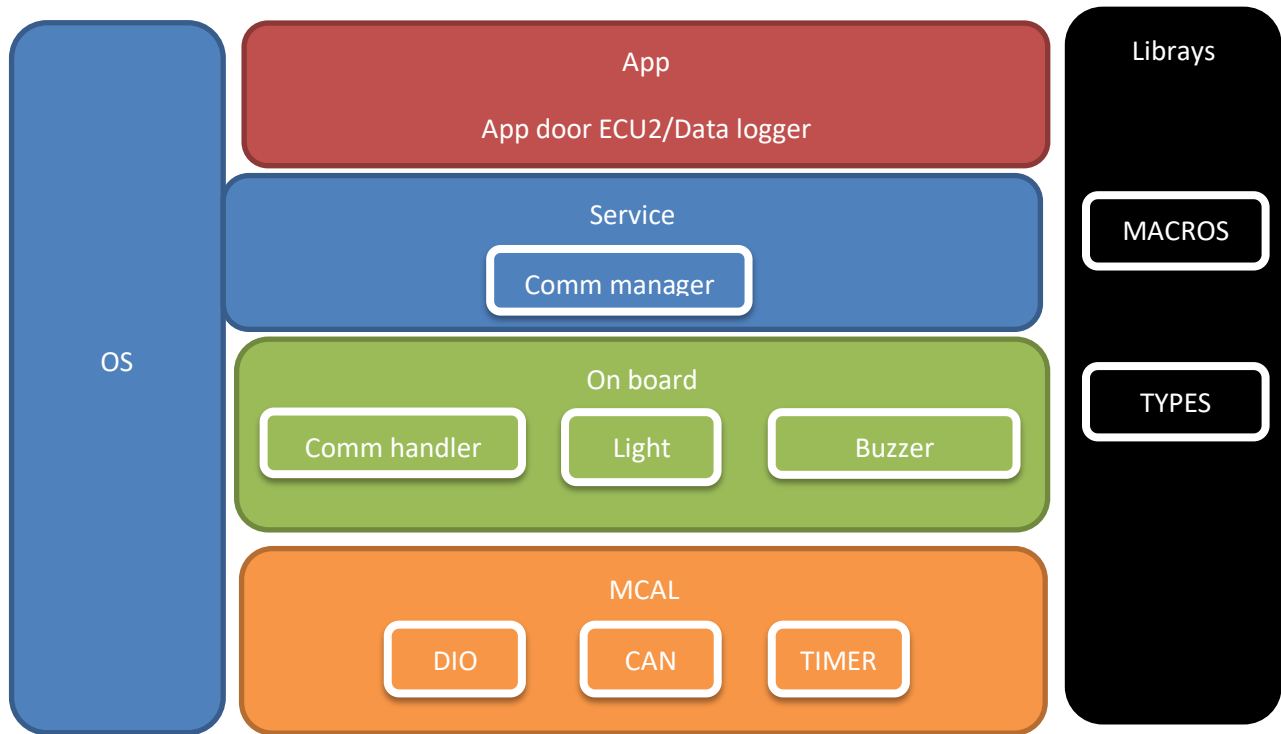 OS
App
App door ECU2/Data logger
Service
Comm manager
On board
Comm handler
Light
Buzzer
MCAL
DIO
CAN
TIMER
Librays
MACROS
TYPES